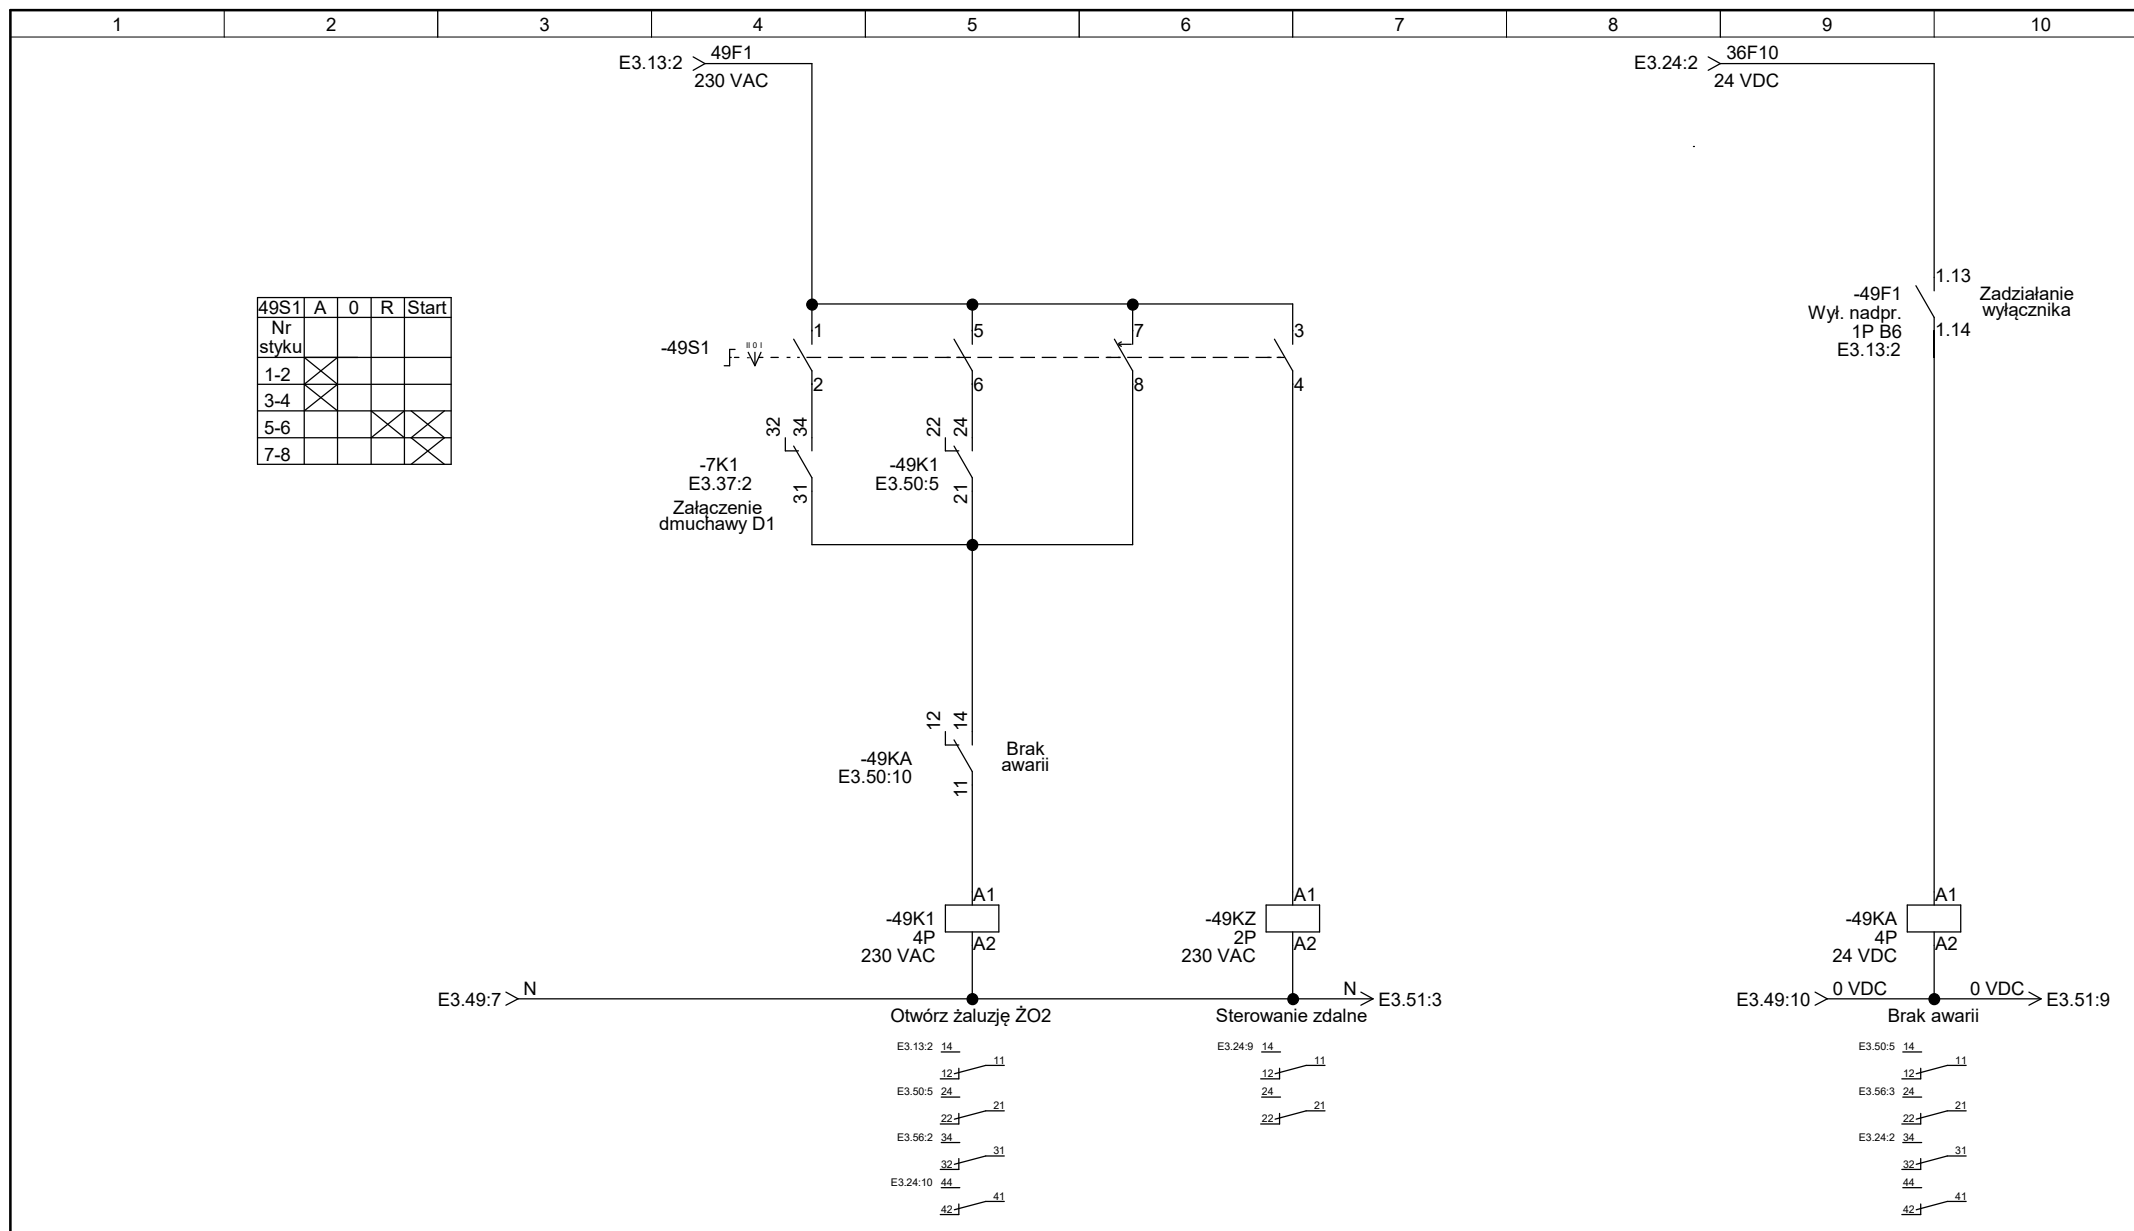 1 2 3 4 5 6 7 8 9 10
E3.13:2 49F1
230 VAC
E3.24:2 36F10
24 VDC
49S1 A 0 R Start
Nr
styku
1-2
3-4
5-6
7-8
-49S1
II 0 I
1 5 7 3
2 6 8 4
-49F1
Wył. nadpr.
1P B6
E3.13:2
1.13
1.14
Zadziałanie
wyłącznika
32 34
-7K1
E3.37:2
31
Załączenie
dmuchawy D1
22 24
-49K1
E3.50:5
21
12 14
-49KA
E3.50:10
11
Brak
awarii
A1
-49K1
4P
A2
230 VAC
A1
-49KZ
2P
A2
230 VAC
A1
-49KA
4P
A2
24 VDC
E3.49:7 N
N E3.51:3
E3.49:10 0 VDC
0 VDC E3.51:9
Otwórz żaluzję ŻO2
Sterowanie zdalne
Brak awarii
E3.13:2 14
11
12
E3.50:5 24
21
22
E3.56:2 34
31
32
E3.24:10 44
41
42
E3.24:9 14
11
12
24
21
22
E3.50:5 14
11
12
E3.56:3 24
21
22
E3.24:2 34
31
32
44
41
42